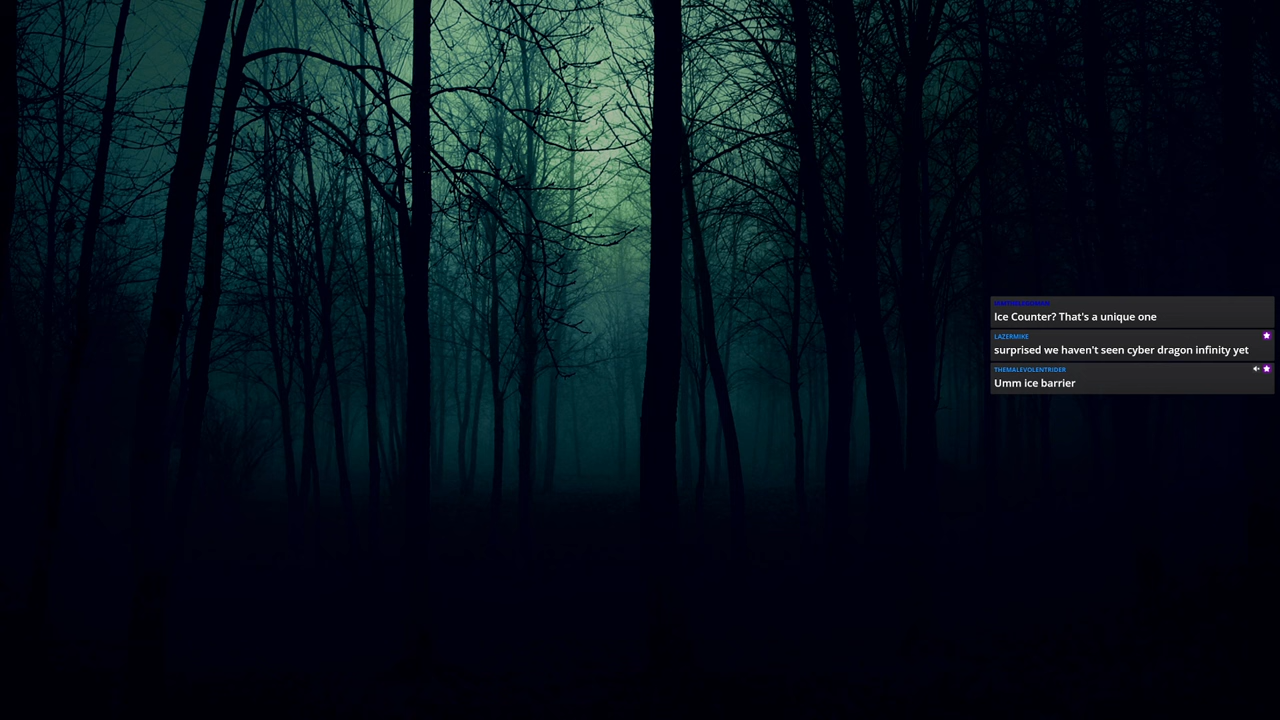 Ice Counter? That's a unique one
LAZERMIKE
surprised we haven't seen cyber dragon infinity yet
THEMALEVOLENTRIDER
Umm ice barrier